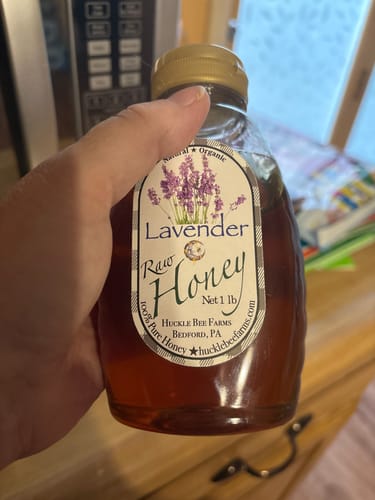 Natural ★ Organic
Lavender
Raw
Honey
Net 1 lb
Huckle Bee Farms
Bedford, PA
100% Pure Honey ★ hucklebeefarms.com